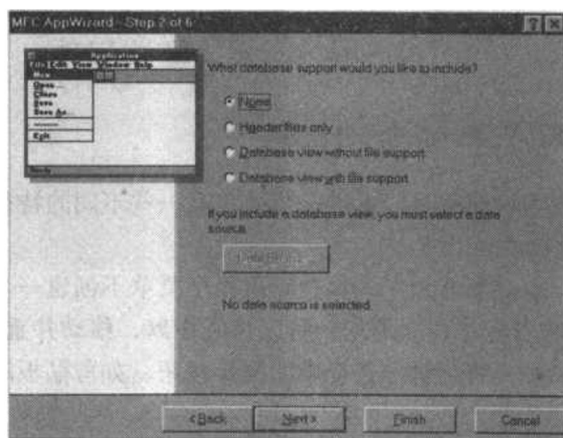 MFC AppWizard - Step 2 of 6
Application
File Edit View Window Help
New
Open...
Close
Save
Save As...
Exit
Ready
What database support would you like to include?
None
Header files only
Database view without file support
Database view with file support
If you include a database view, you must select a data
source.
Data Source...
No data source is selected.
< Back
Next >
Finish
Cancel